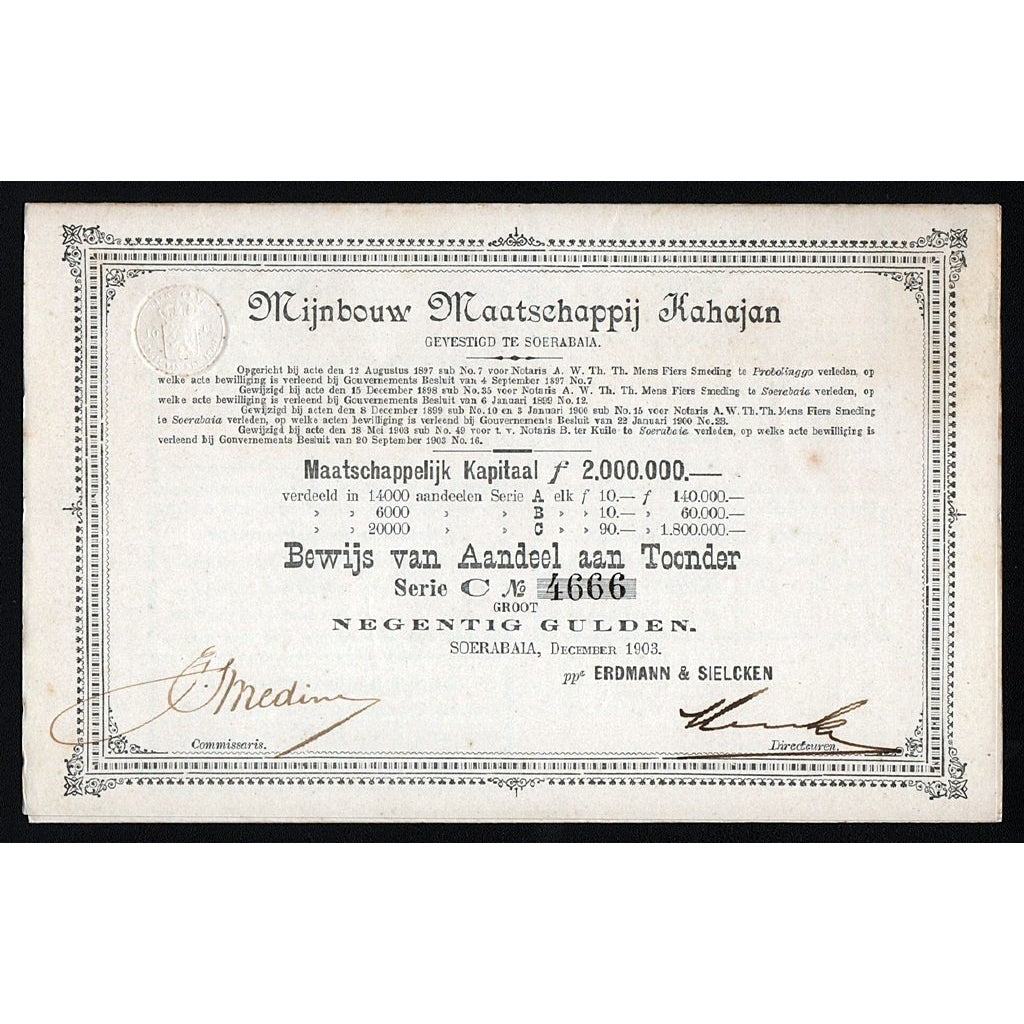 Mijnbouw Maatschappij Kahajan
GEVESTIGD TE SOERABAIA.
Opgericht bij acte den 12 Augustus 1897 sub No. 7 voor Notaris A. W. Th. Th. Mens Fiers Smeding te Probolinggo verleden, op
welke acte bewilliging is verleend bij Gouvernements Besluit van 4 September 1897 No. 7
Gewijzigd bij acte den 15 December 1898 sub No. 35 voor Notaris A. W. Th. Th. Mens Fiers Smeding te Soerabaia verleden, op
welke acte bewilliging is verleend bij Gouvernements Besluit van 6 Januari 1899 No. 12.
Gewijzigd bij acten den 8 December 1899 sub No. 10 en 3 Januari 1900 sub No. 15 voor Notaris A. W. Th. Th. Mens Fiers Smeding
te Soerabaia verleden, op welke acten bewilliging is verleend bij Gouvernements Besluit van 22 Januari 1900 No. 23.
Gewijzigd bij acte den 18 Mei 1903 sub No. 49 voor t. v. Notaris B. ter Kuile te Soerabaia verleden, op welke acte bewilliging is
verleend bij Gouvernements Besluit van 20 September 1903 No. 16.
Maatschappelijk Kapitaal f 2.000.000.—
verdeeld in 14000 aandeelen Serie A elk f 10.— f 140.000.—
» » 6000 » » B » » 10.— » 60.000.—
» » 20000 » » C » » 90.— » 1.800.000.—
Bewijs van Aandeel aan Toonder
Serie C No 4666
GROOT
NEGENTIG GULDEN.
SOERABAIA, DECEMBER 1903.
ppa ERDMANN & SIELCKEN
Commissaris.
Directeuren.